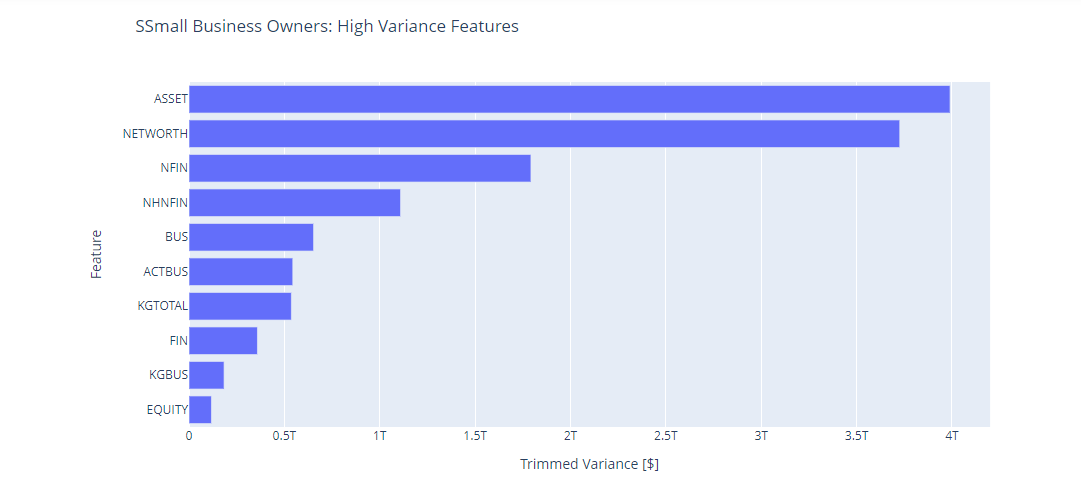 SSmall Business Owners: High Variance Features
ASSET
NETWORTH
NFIN
NHNFIN
BUS
ACTBUS
KGTOTAL
FIN
KGBUS
EQUITY
Feature
0 0.5T 1T 1.5T 2T 2.5T 3T 3.5T 4T
Trimmed Variance [$]